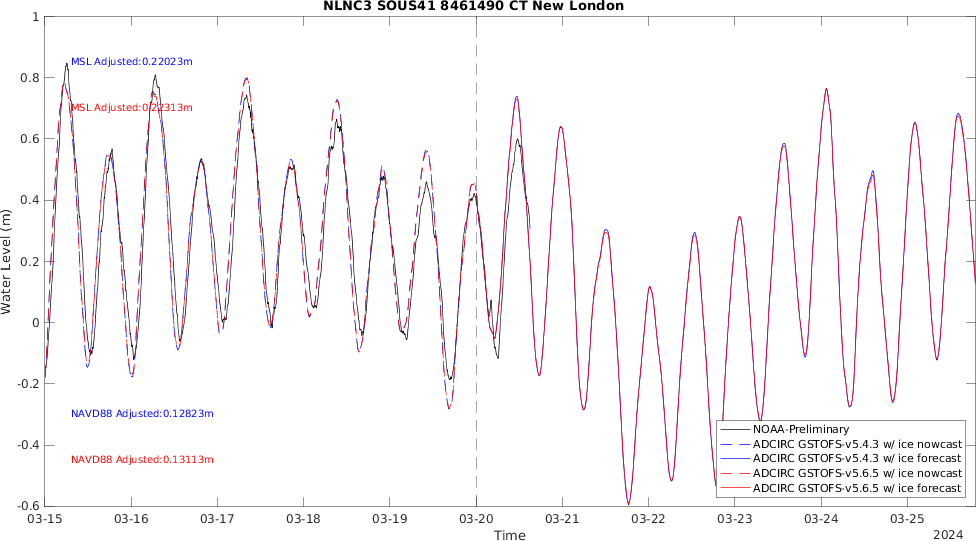 NLNC3 SOUS41 8461490 CT New London
1
0.8
0.6
0.4
0.2
0
-0.2
-0.4
-0.6
Water Level (m)
MSL Adjusted:0.22023m
MSL Adjusted:0.22313m
NAVD88 Adjusted:0.12823m
NAVD88 Adjusted:0.13113m
NOAA-Preliminary
ADCIRC GSTOFS-v5.4.3 w/ ice nowcast
ADCIRC GSTOFS-v5.4.3 w/ ice forecast
ADCIRC GSTOFS-v5.6.5 w/ ice nowcast
ADCIRC GSTOFS-v5.6.5 w/ ice forecast
03-15 03-16 03-17 03-18 03-19 03-20 03-21 03-22 03-23 03-24 03-25
Time
2024